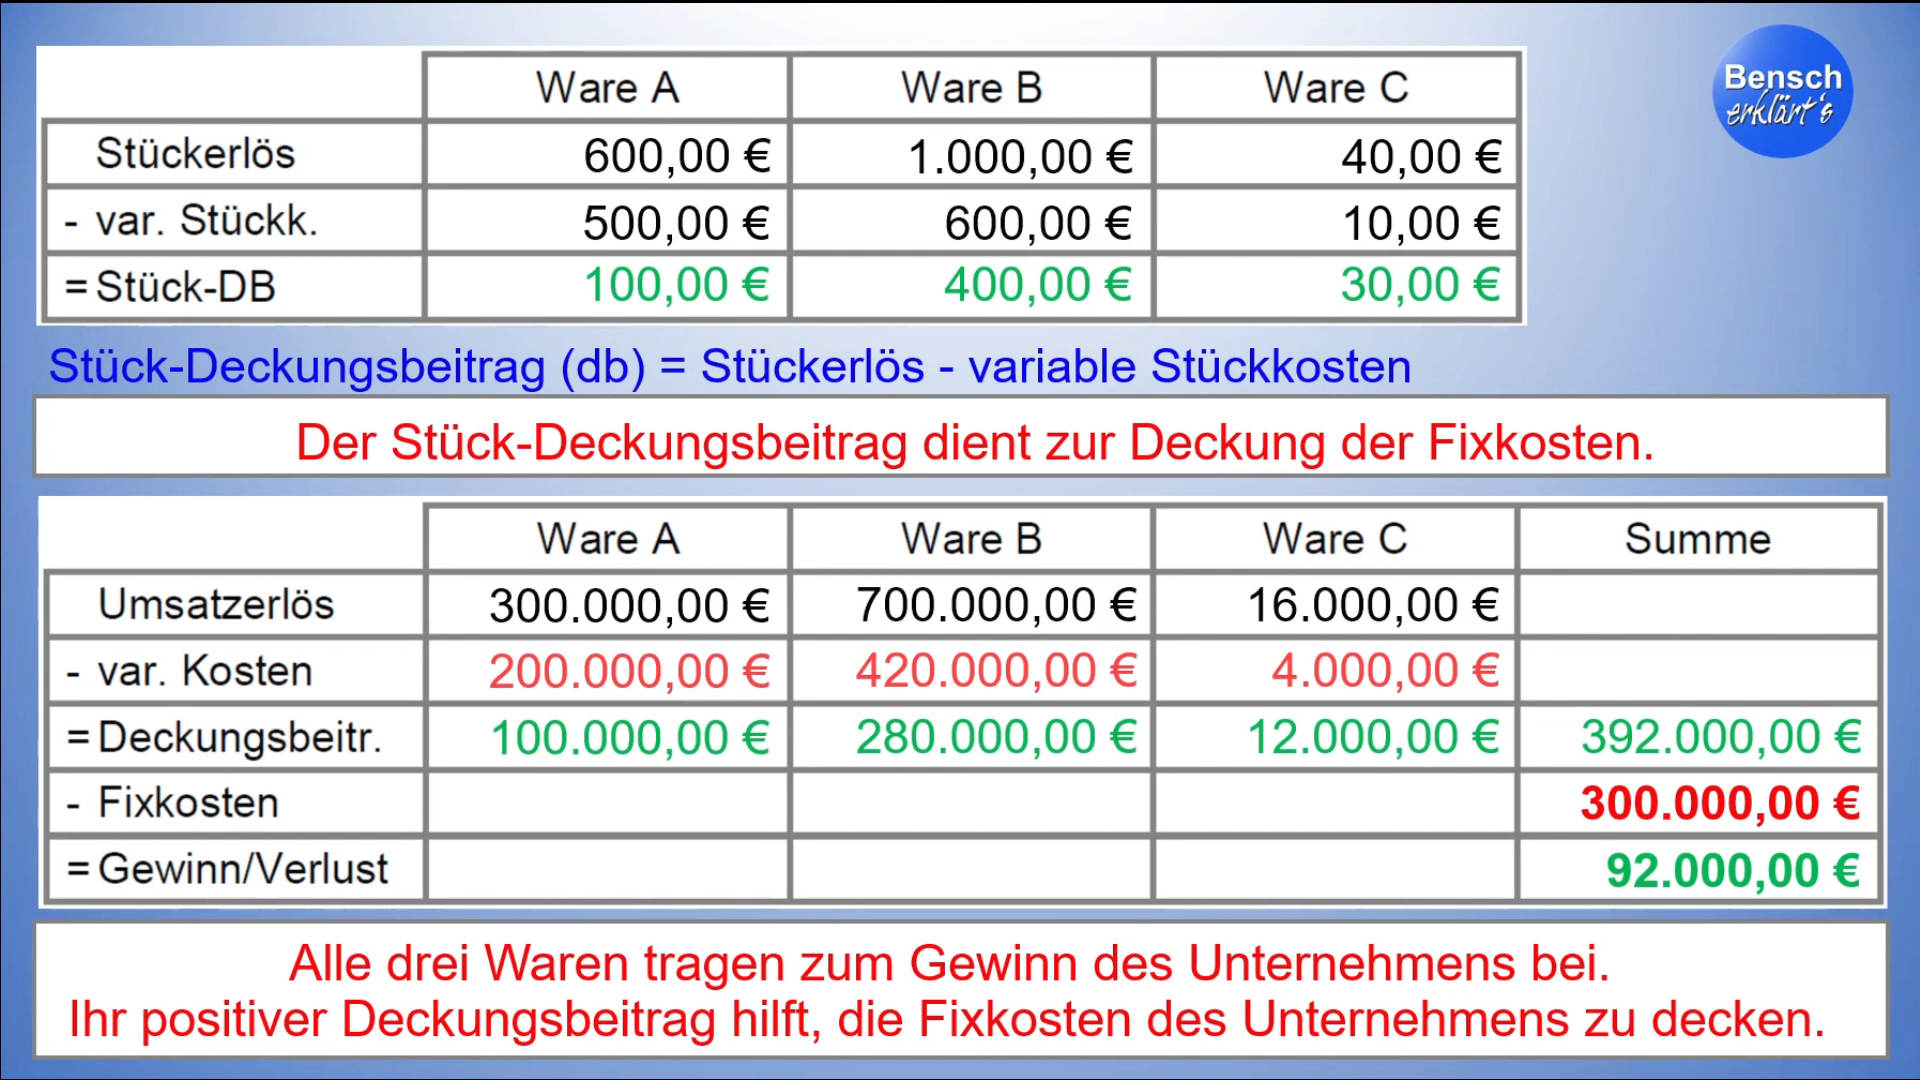 Bensch
erklärt's
Ware A Ware B Ware C
Stückerlös 600,00 € 1.000,00 € 40,00 €
- var. Stückk. 500,00 € 600,00 € 10,00 €
= Stück-DB 100,00 € 400,00 € 30,00 €
Stück-Deckungsbeitrag (db) = Stückerlös - variable Stückkosten
Der Stück-Deckungsbeitrag dient zur Deckung der Fixkosten.
Ware A Ware B Ware C Summe
Umsatzerlös 300.000,00 € 700.000,00 € 16.000,00 €
- var. Kosten 200.000,00 € 420.000,00 € 4.000,00 €
= Deckungsbeitr. 100.000,00 € 280.000,00 € 12.000,00 € 392.000,00 €
- Fixkosten 300.000,00 €
= Gewinn/Verlust 92.000,00 €
Alle drei Waren tragen zum Gewinn des Unternehmens bei.
Ihr positiver Deckungsbeitrag hilft, die Fixkosten des Unternehmens zu decken.